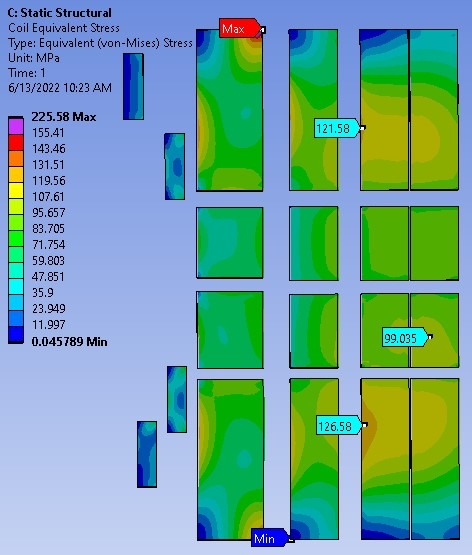 C: Static Structural
Coil Equivalent Stress
Type: Equivalent (von-Mises) Stress
Unit: MPa
Time: 1
6/13/2022 10:23 AM
225.58 Max
155.41
143.46
131.51
119.56
107.61
95.657
83.705
71.754
59.803
47.851
35.9
23.949
11.997
0.045789 Min
Max
121.58
99.035
126.58
Min